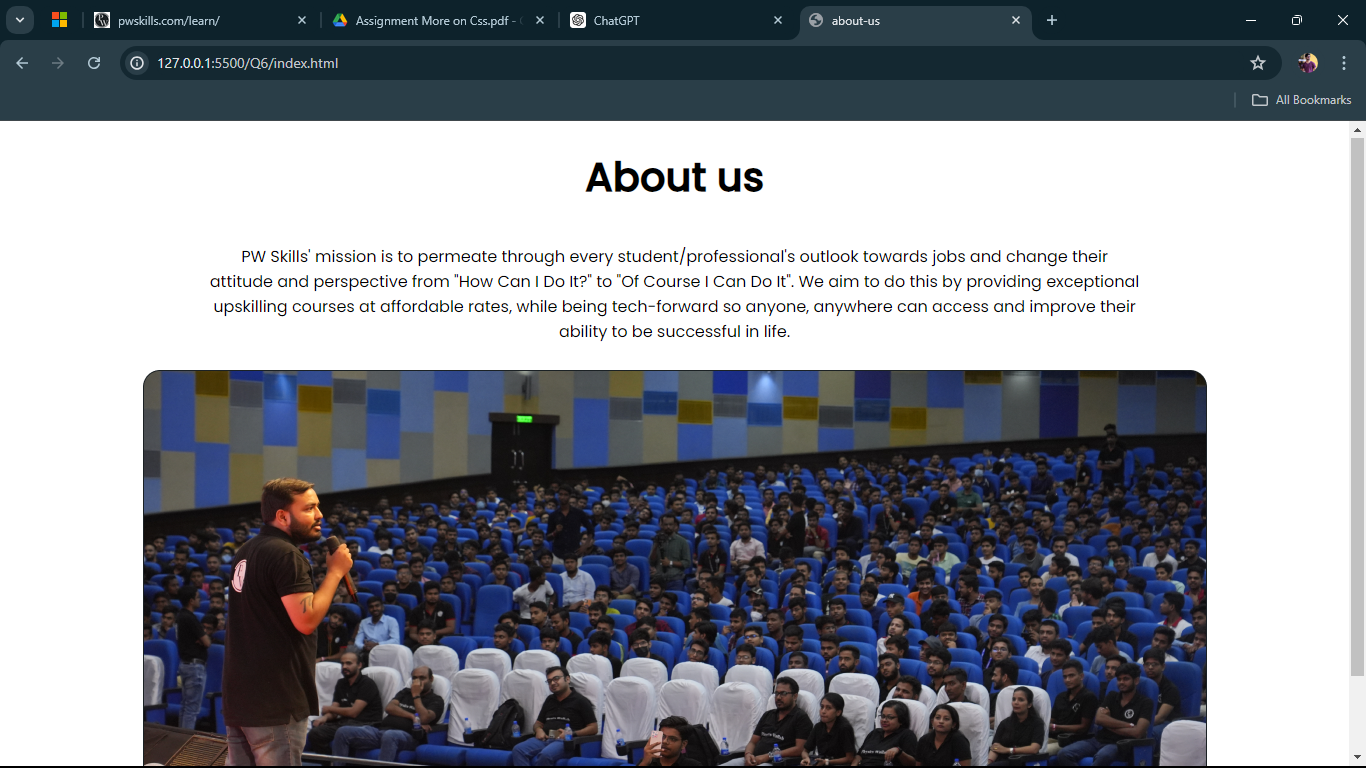 pwskills.com/learn/
Assignment More on Css.pdf -
ChatGPT
about-us
127.0.0.1:5500/Q6/index.html
All Bookmarks
About us
PW Skills' mission is to permeate through every student/professional's outlook towards jobs and change their
attitude and perspective from "How Can I Do It?" to "Of Course I Can Do It". We aim to do this by providing exceptional
upskilling courses at affordable rates, while being tech-forward so anyone, anywhere can access and improve their
ability to be successful in life.